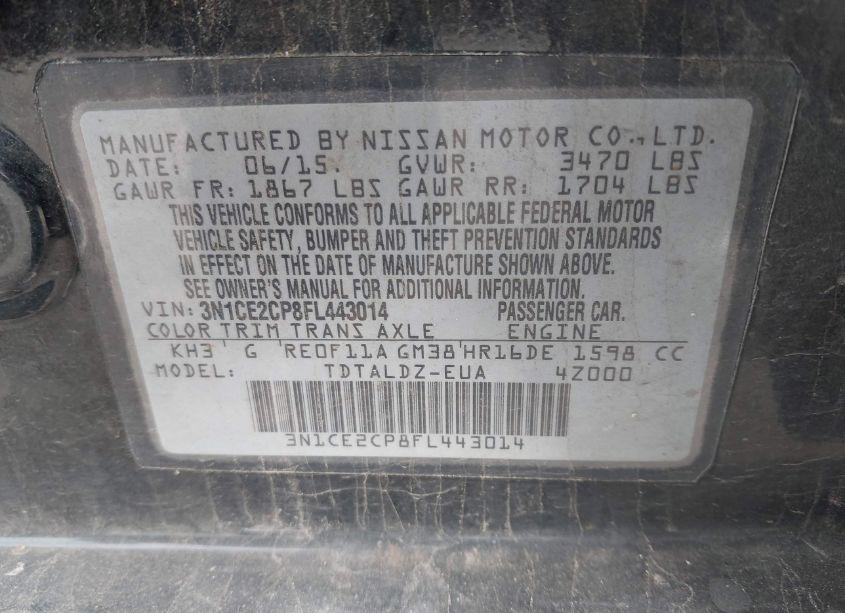 MANUFACTURED BY NISSAN MOTOR CO., LTD.
DATE: 06/15. GVWR: 3470 LBS
GAWR FR: 1867 LBS GAWR RR: 1704 LBS
THIS VEHICLE CONFORMS TO ALL APPLICABLE FEDERAL MOTOR
VEHICLE SAFETY, BUMPER AND THEFT PREVENTION STANDARDS
IN EFFECT ON THE DATE OF MANUFACTURE SHOWN ABOVE.
SEE OWNER'S MANUAL FOR ADDITIONAL INFORMATION.
VIN: 3N1CE2CP8FL443014 PASSENGER CAR.
COLOR TRIM TRANS AXLE ENGINE
KH3 G RE0F11A GM38 HR16DE 1598 CC
MODEL: TDTALDZ-EUA 4Z000
3N1CE2CP8FL443014